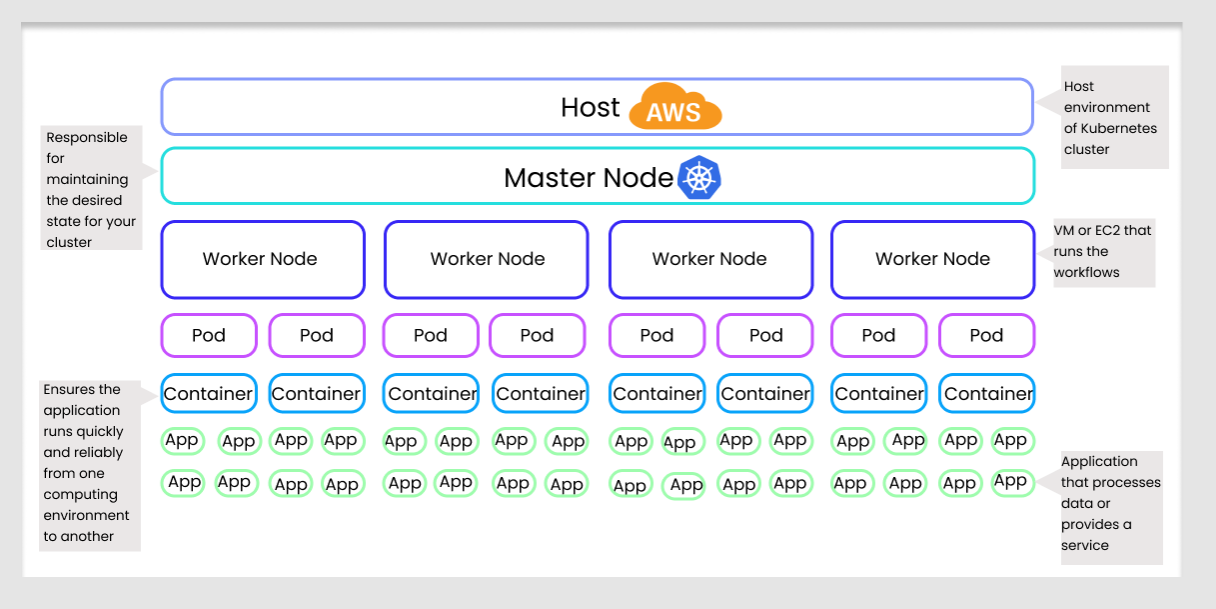 Host AWS
Host
environment
of Kubernetes
cluster
Responsible
for
maintaining
the desired
state for your
cluster
Master Node
Worker Node Worker Node Worker Node Worker Node
VM or EC2 that
runs the
workflows
Pod Pod Pod Pod Pod Pod Pod Pod
Container Container Container Container Container Container Container Container
Ensures the
application
runs quickly
and reliably
from one
computing
environment
to another
App App App App App App App App App App App App App App App App
App App App App App App App App App App App App App App App App
Application
that processes
data or
provides a
service